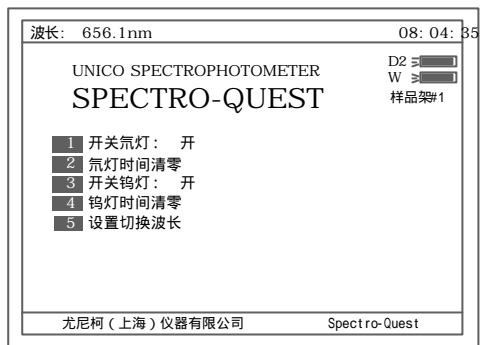 波长： 656.1nm 08: 04: 35
D2
UNICO SPECTROPHOTOMETER
W
SPECTRO-QUEST 样品架#1
1 开关氘灯： 开
2 氘灯时间清零
3 开关钨灯： 开
4 钨灯时间清零
5 设置切换波长
尤尼柯（上海）仪器有限公司 Spectro-Quest